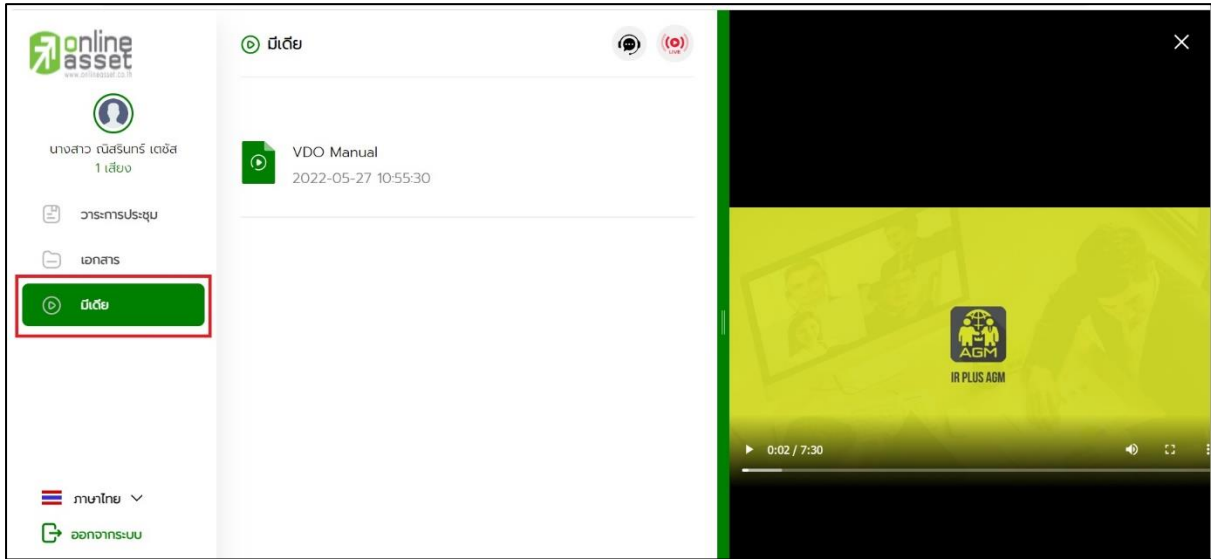 online
asset
www.onlineasset.co.th
นางสาว ณิสรินทร์ เตชัส
1 เสียง
วาระการประชุม
เอกสาร
มีเดีย
ภาษาไทย
ออกจากระบบ
มีเดีย
LIVE
VDO Manual
2022-05-27 10:55:30
AGM
IR PLUS AGM
0:02 / 7:30